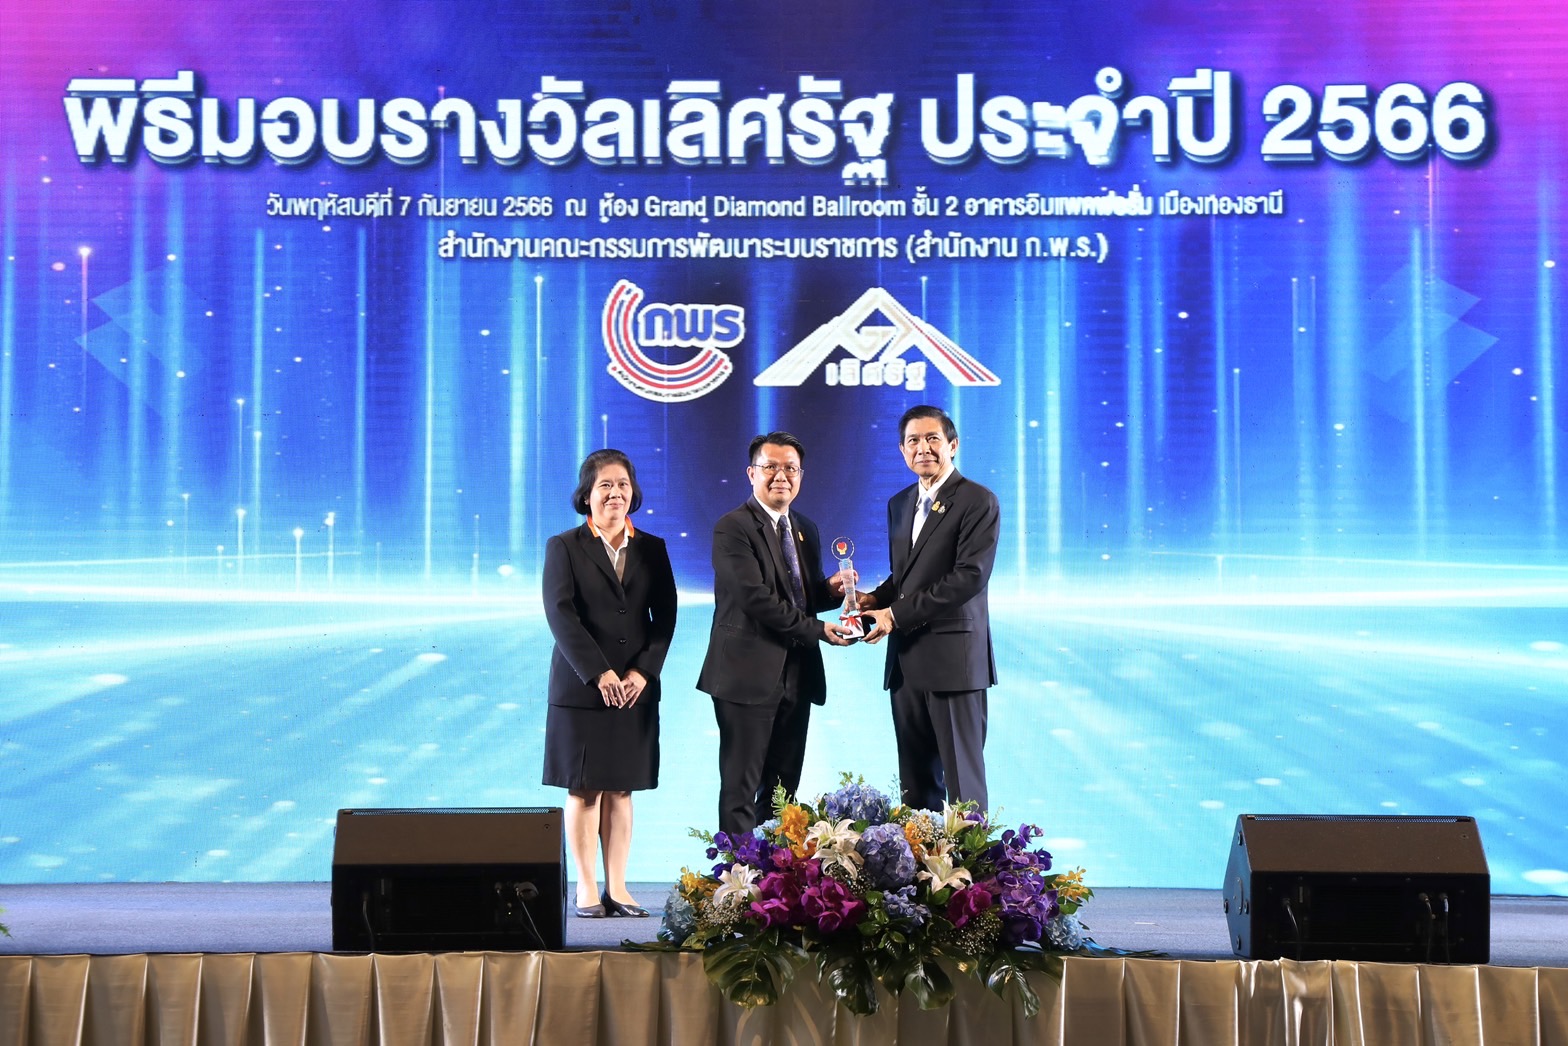 พิธีมอบรางวัลเลิศรัฐ ประจำปี 2566
วันพฤหัสบดีที่ 7 กันยายน 2566 ณ ห้อง Grand Diamond Ballroom ชั้น 2 อาคารอิมแพคฟอรั่ม เมืองทองธานี
สำนักงานคณะกรรมการพัฒนาระบบราชการ (สำนักงาน ก.พ.ร.)
ก.พ.ร
เลิศรัฐ